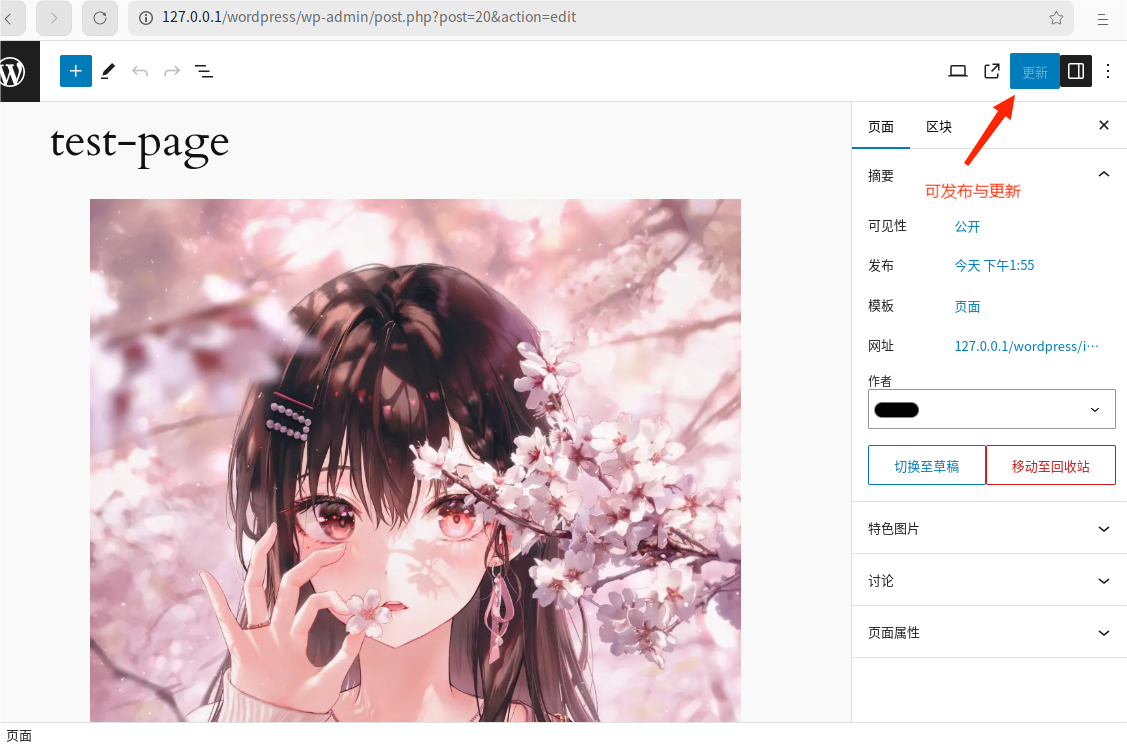 127.0.0.1/wordpress/wp-admin/post.php?post=20&action=edit
更新
test-page
页面 区块
摘要
可发布与更新
可见性 公开
发布 今天 下午1:55
模板 页面
网址 127.0.0.1/wordpress/i…
作者
切换至草稿 移动至回收站
特色图片
讨论
页面属性
页面